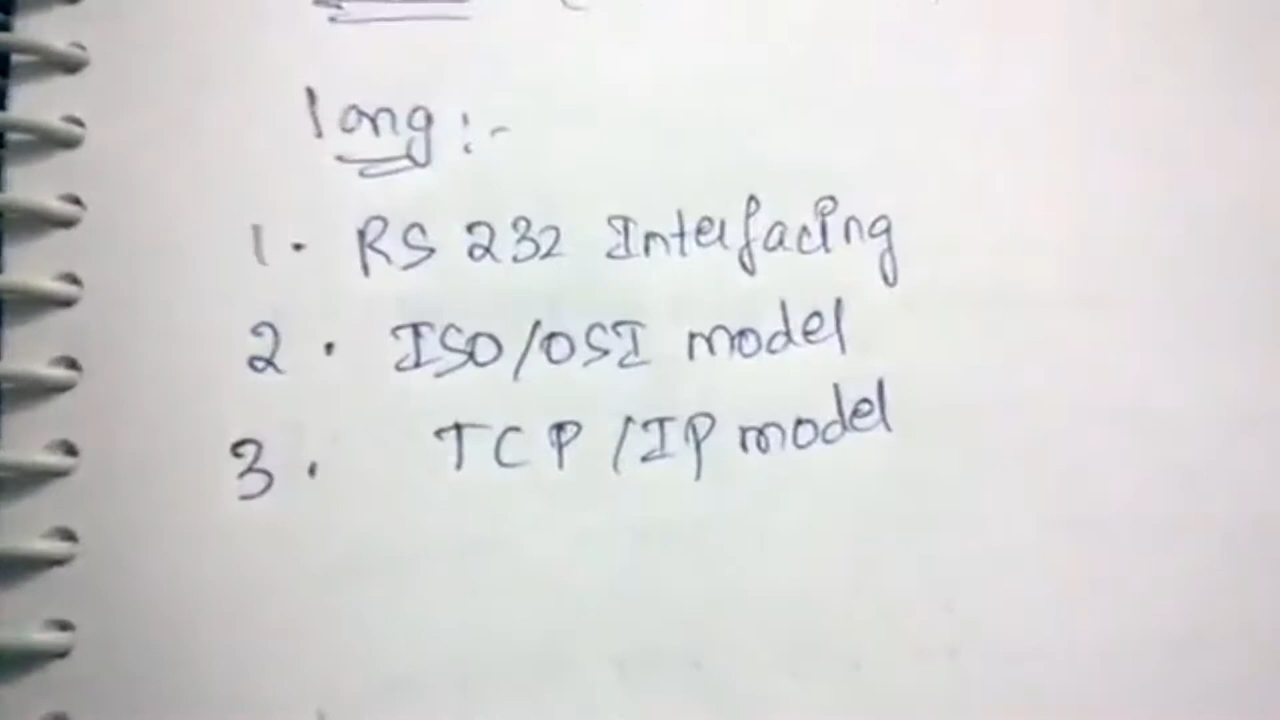 long:-
1. RS 232 Interfacing
2. ISO/OSI model
3. TCP/IP model